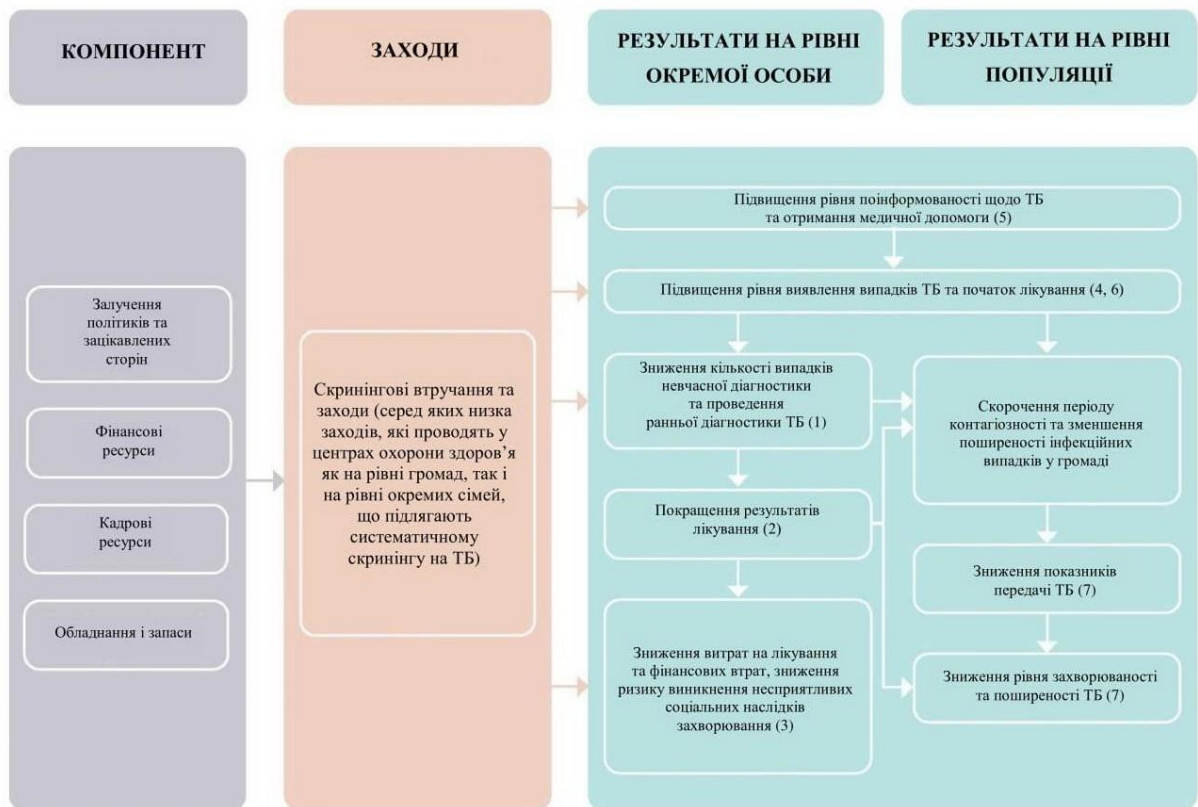 КОМПОНЕНТ
ЗАХОДИ
РЕЗУЛЬТАТИ НА РІВНІ
ОКРЕМОЇ ОСОБИ
РЕЗУЛЬТАТИ НА РІВНІ
ПОПУЛЯЦІЇ
Залучення
політиків та
зацікавлених
сторін
Фінансові
ресурси
Кадрові
ресурси
Обладнання і запаси
Скринінгові втручання та
заходи (серед яких низка
заходів, які проводять у
центрах охорони здоров’я
як на рівні громад, так і
на рівні окремих сімей,
що підлягають
систематичному
скринінгу на ТБ)
Підвищення рівня поінформованості щодо ТБ
та отримання медичної допомоги (5)
Підвищення рівня виявлення випадків ТБ та початок лікування (4, 6)
Зниження кількості випадків
невчасної діагностики
та проведення
ранньої діагностики ТБ (1)
Покращення результатів
лікування (2)
Зниження витрат на лікування
та фінансових втрат, зниження
ризику виникнення несприятливих
соціальних наслідків
захворювання (3)
Скорочення періоду
контагіозності та зменшення
поширеності інфекційних
випадків у громаді
Зниження показників
передачі ТБ (7)
Зниження рівня захворюваності
та поширеності ТБ (7)